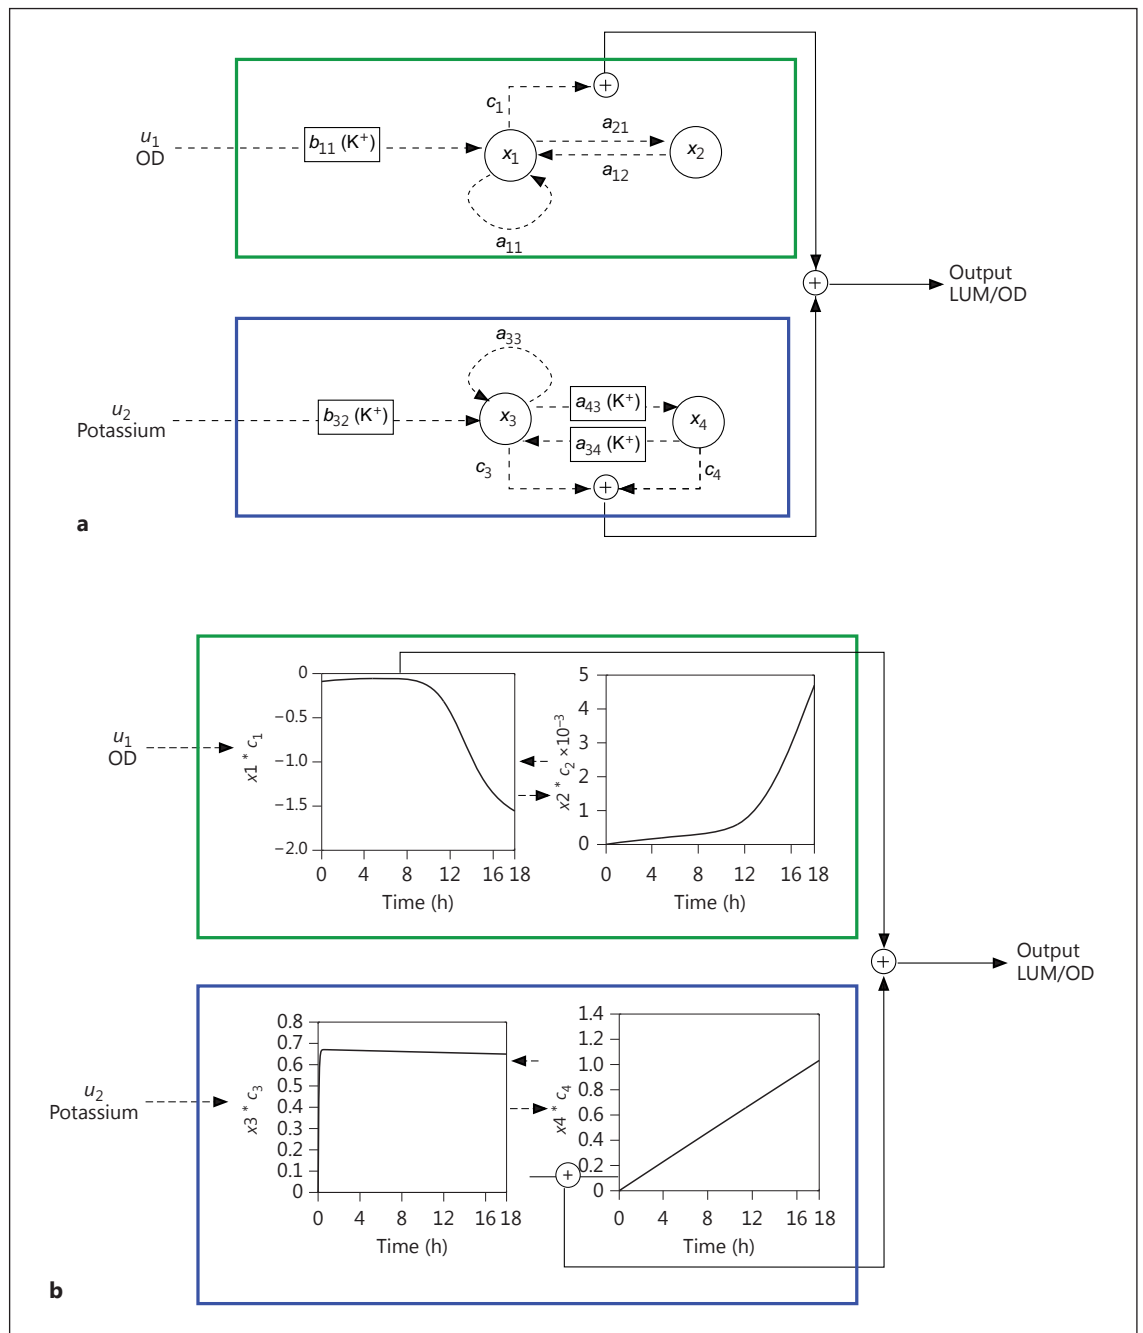 c₁
+
u₁
OD
b₁₁ (K⁺)
x₁
a₂₁
a₁₂
x₂
a₁₁
+
Output
LUM/OD
a₃₃
u₂
Potassium
b₃₂ (K⁺)
x₃
a₄₃ (K⁺)
a₃₄ (K⁺)
x₄
c₃
c₄
+
a
u₁
OD
x1 * c₁
0
−0.5
−1.0
−1.5
−2.0
0 4 8 12 16 18
Time (h)
x2 * c₂ ×10⁻³
5
4
3
2
1
0
0 4 8 12 16 18
Time (h)
+
Output
LUM/OD
u₂
Potassium
x3 * c₃
0.8
0.7
0.6
0.5
0.4
0.3
0.2
0.1
0
0 4 8 12 16 18
Time (h)
+
x4 * c₄
1.4
1.2
1.0
0.8
0.6
0.4
0.2
0
0 4 8 12 16 18
Time (h)
b